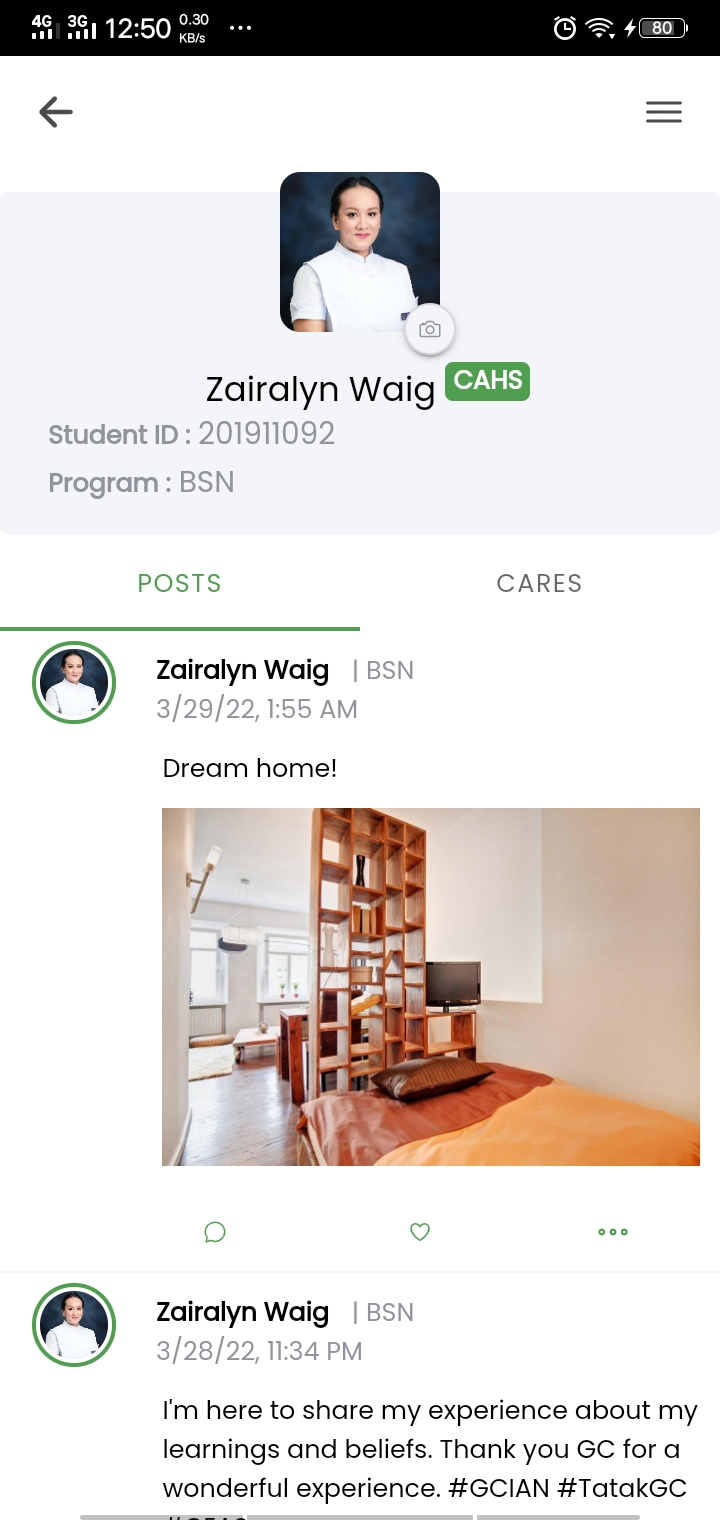 4G 3G 12:50 0.30 KB/s ... 80
Zairalyn Waig CAHS
Student ID : 201911092
Program : BSN
POSTS CARES
Zairalyn Waig | BSN
3/29/22, 1:55 AM
Dream home!
Zairalyn Waig | BSN
3/28/22, 11:34 PM
I'm here to share my experience about my
learnings and beliefs. Thank you GC for a
wonderful experience. #GCIAN #TatakGC